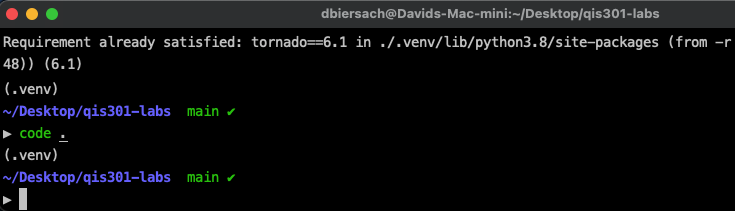 dbiersach@Davids-Mac-mini:~/Desktop/qis301-labs
Requirement already satisfied: tornado==6.1 in ./.venv/lib/python3.8/site-packages (from -r
48)) (6.1)
(.venv)
~/Desktop/qis301-labs  main ✔
▶ code .
(.venv)
~/Desktop/qis301-labs  main ✔
▶